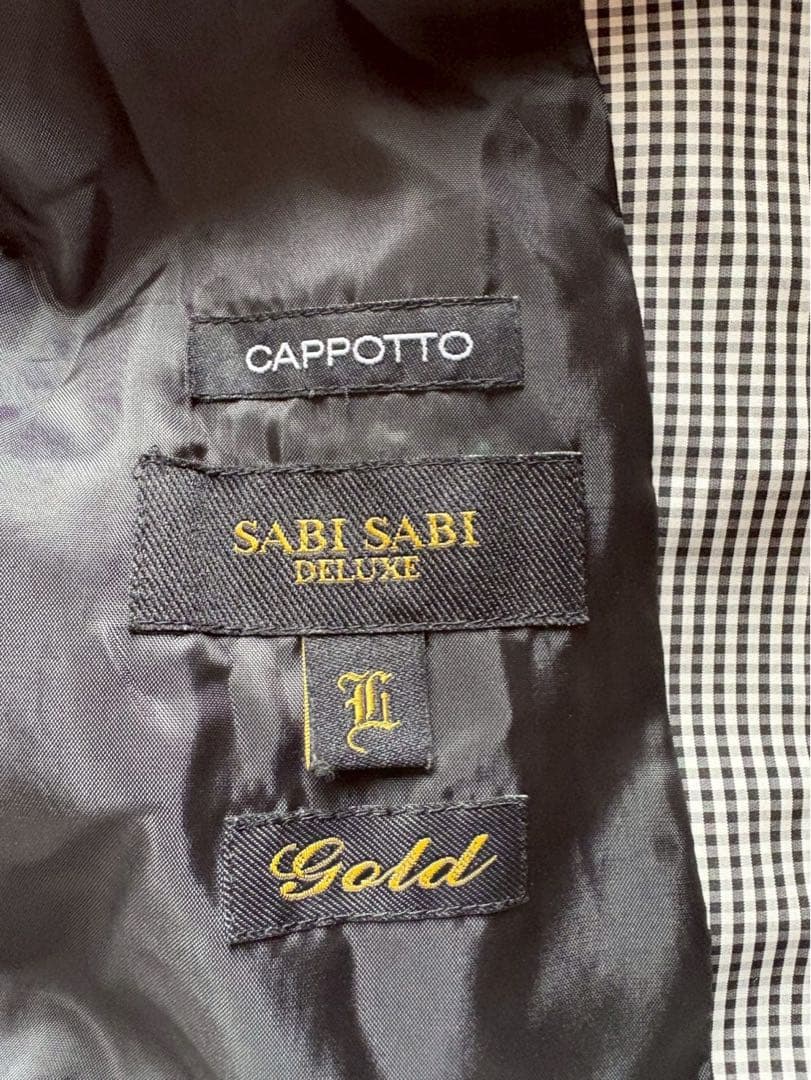 CAPPOTTO
SABI SABI
DELUXE
L
Gold